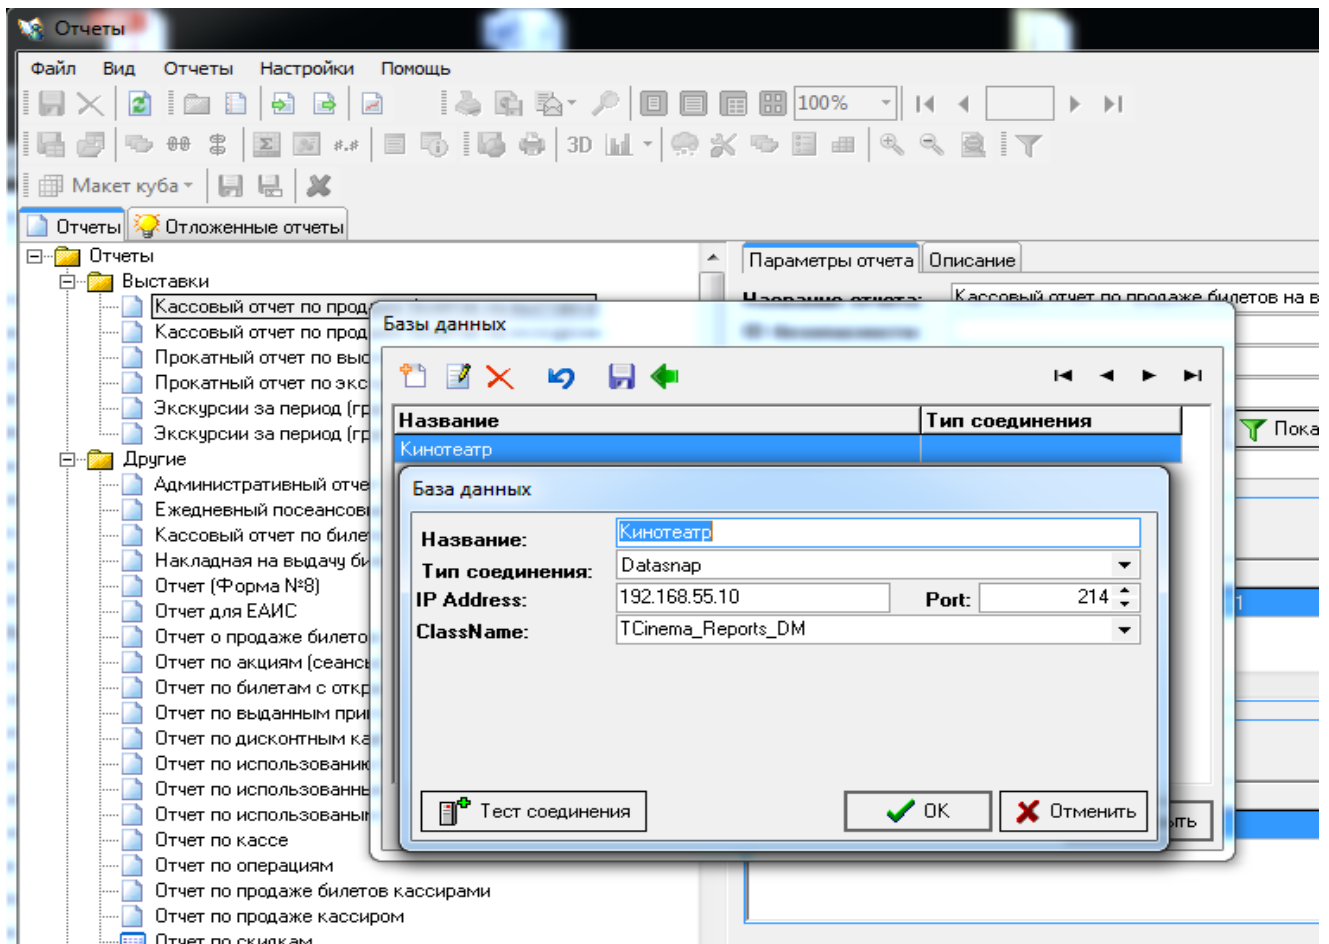 Отчеты
Файл Вид Отчеты Настройки Помощь
100%
#.# 3D
Макет куба
Отчеты Отложенные отчеты
Отчеты
Выставки
Кассовый отчет по прод
Кассовый отчет по прод
Прокатный отчет по выс
Прокатный отчет по экс
Экскурсии за период (гр
Экскурсии за период (гр
Другие
Административный отче
Ежедневный посеансов
Кассовый отчет по биле
Накладная на выдачу би
Отчет (Форма №8)
Отчет для ЕАИС
Отчет о продаже билето
Отчет по акциям (сеансы
Отчет по билетам с откр
Отчет по выданным при
Отчет по дисконтным ка
Отчет по использованию
Отчет по использованны
Отчет по использованы
Отчет по кассе
Отчет по операциям
Отчет по продаже билетов кассирами
Отчет по продаже кассиром
Отчет по скидкам
Параметры отчета Описание
Название отчета: Кассовый отчет по продаже билетов на в
Пока
1
Базы данных
Название Тип соединения
Кинотеатр
База данных
Название: Кинотеатр
Тип соединения: Datasnap
IP Address: 192.168.55.10 Port: 214
ClassName: TCinema_Reports_DM
Тест соединения OK Отменить
ыть